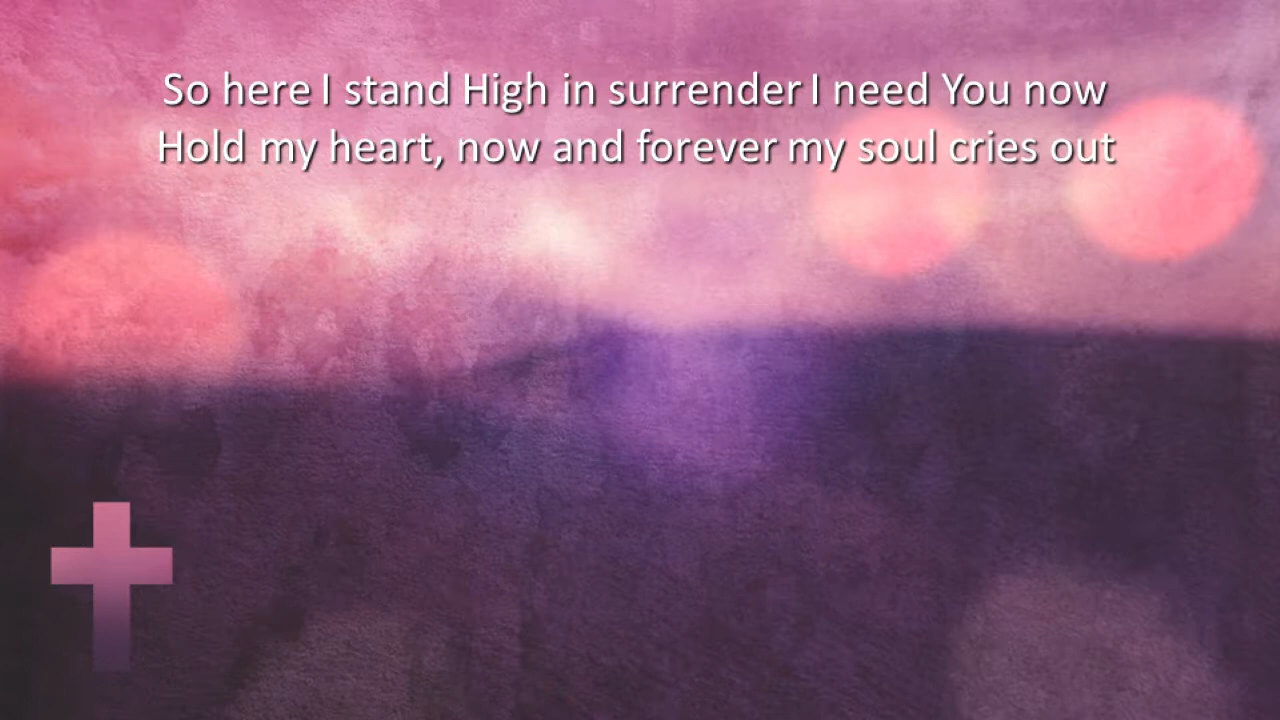 So here I stand High in surrender I need You now
Hold my heart, now and forever my soul cries out